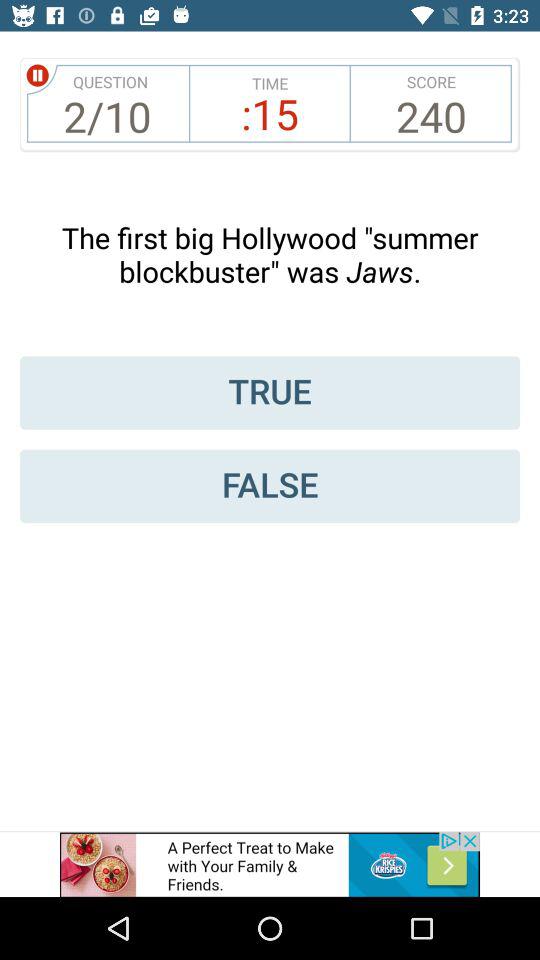 3:23
QUESTION
2/10
TIME
:15
SCORE
240
The first big Hollywood "summer
blockbuster" was Jaws.
TRUE
FALSE
A Perfect Treat to Make
with Your Family &
Friends.
Kellogg's
RICE
KRISPIES